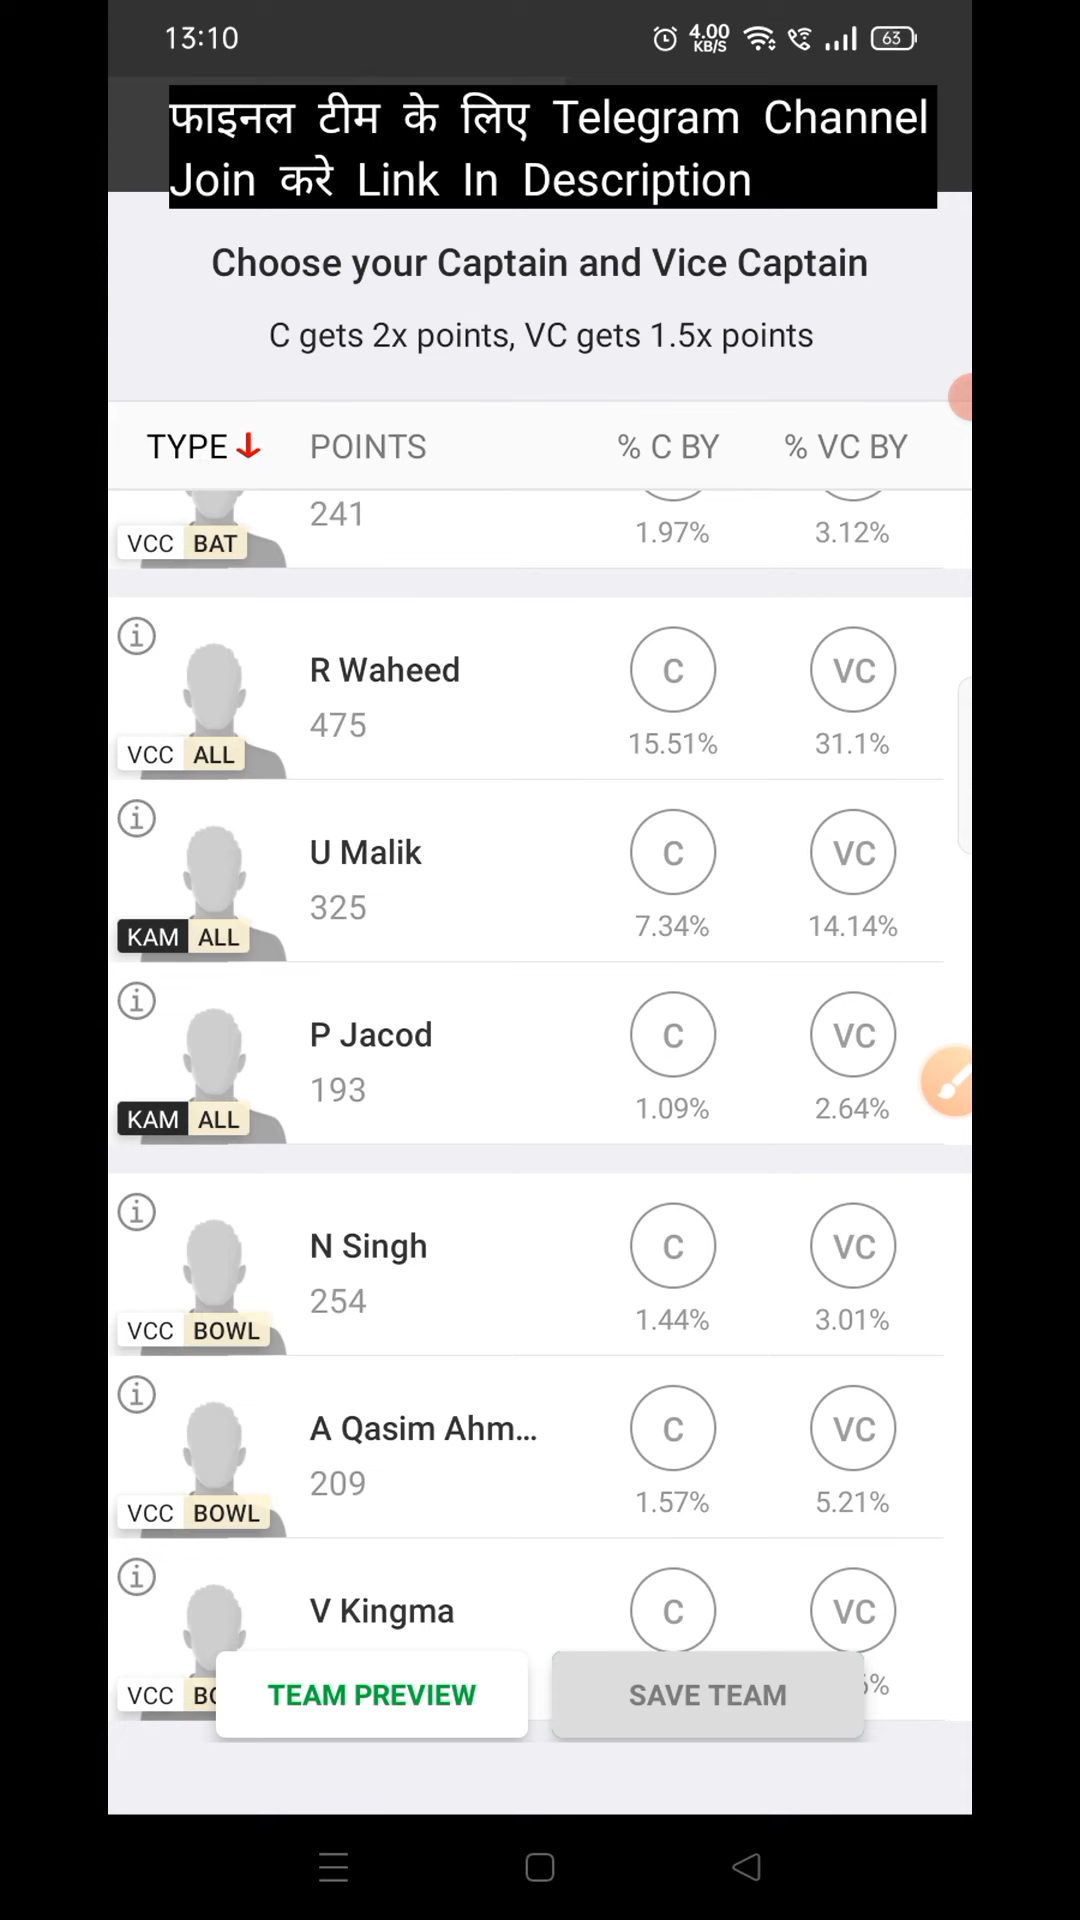 13:10
4.00
KB/S
63
फाइनल टीम के लिए Telegram Channel
Join करे Link In Description
Choose your Captain and Vice Captain
C gets 2x points, VC gets 1.5x points
TYPE POINTS % C BY % VC BY
241
1.97% 3.12%
VCC BAT
R Waheed C VC
475
15.51% 31.1%
VCC ALL
U Malik C VC
325
7.34% 14.14%
KAM ALL
P Jacod C VC
193
1.09% 2.64%
KAM ALL
N Singh C VC
254
1.44% 3.01%
VCC BOWL
A Qasim Ahm... C VC
209
1.57% 5.21%
VCC BOWL
V Kingma C VC
VCC
TEAM PREVIEW SAVE TEAM